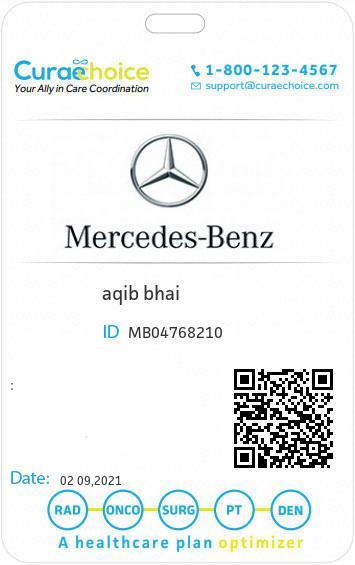 Curaechoice
Your Ally in Care Coordination
1-800-123-4567
support@curaechoice.com
Mercedes-Benz
aqib bhai
ID MB04768210
:
Date: 02 09,2021
RAD ONCO SURG PT DEN
A healthcare plan optimizer